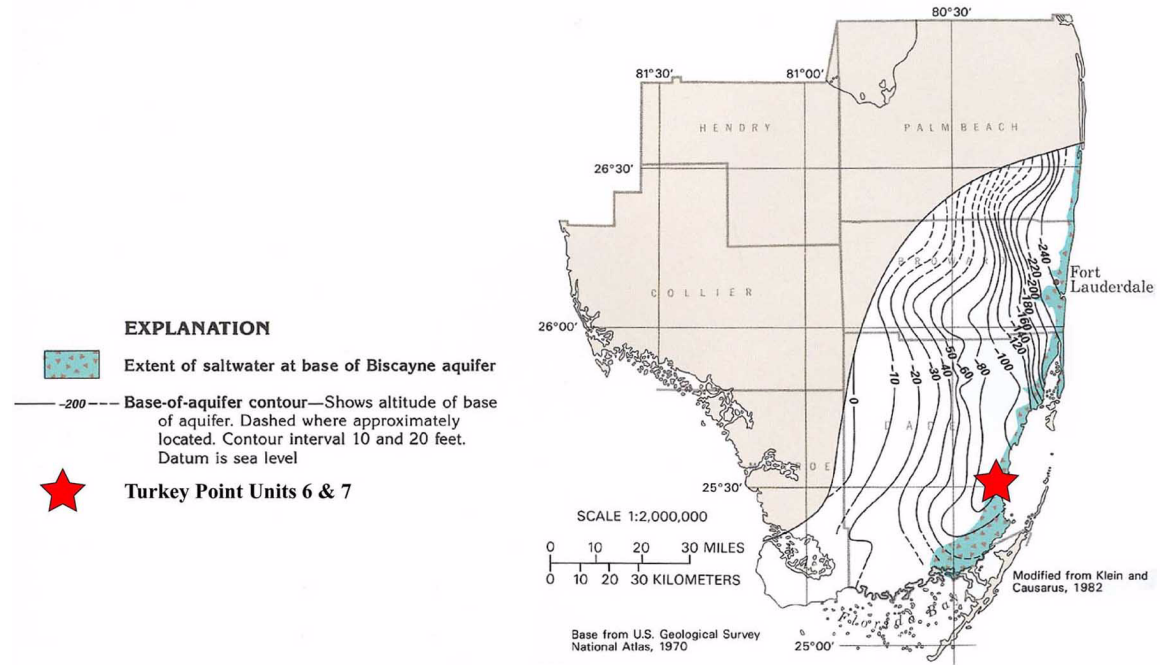 80°30'
81°30'
81°00'
HENDRY
PALM BEACH
26°30'
-240
BROWAR
-220
-200
Fort
Lauderdale
-180
COLLIER
-160
EXPLANATION
26°00'
-140
-120
Extent of saltwater at base of Biscayne aquifer
-10
-20
-30
-40
-50
-60
-80
-100
-200
Base-of-aquifer contour—Shows altitude of base
of aquifer. Dashed where approximately
located. Contour interval 10 and 20 feet.
Datum is sea level
0
DADE
MONROE
Turkey Point Units 6 & 7
25°30'
SCALE 1:2,000,000
0 10 20 30 MILES
0 10 20 30 KILOMETERS
Modified from Klein and
Causarus, 1982
Florida Bay
Base from U.S. Geological Survey
National Atlas, 1970
25°00'